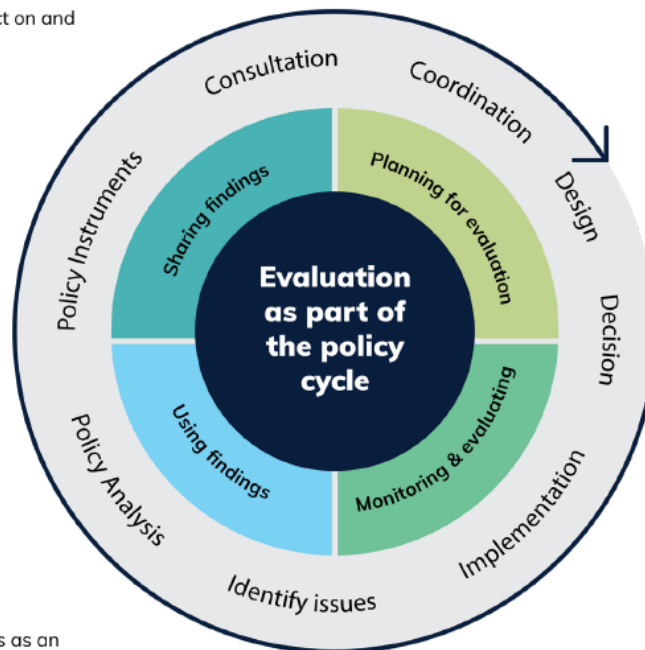 ct on and
Consultation
Coordination
Design
Decision
Implementation
Identify issues
Policy Analysis
Policy Instruments
Sharing findings
Planning for evaluation
Monitoring & evaluating
Using findings
Evaluation
as part of
the policy
cycle
s as an